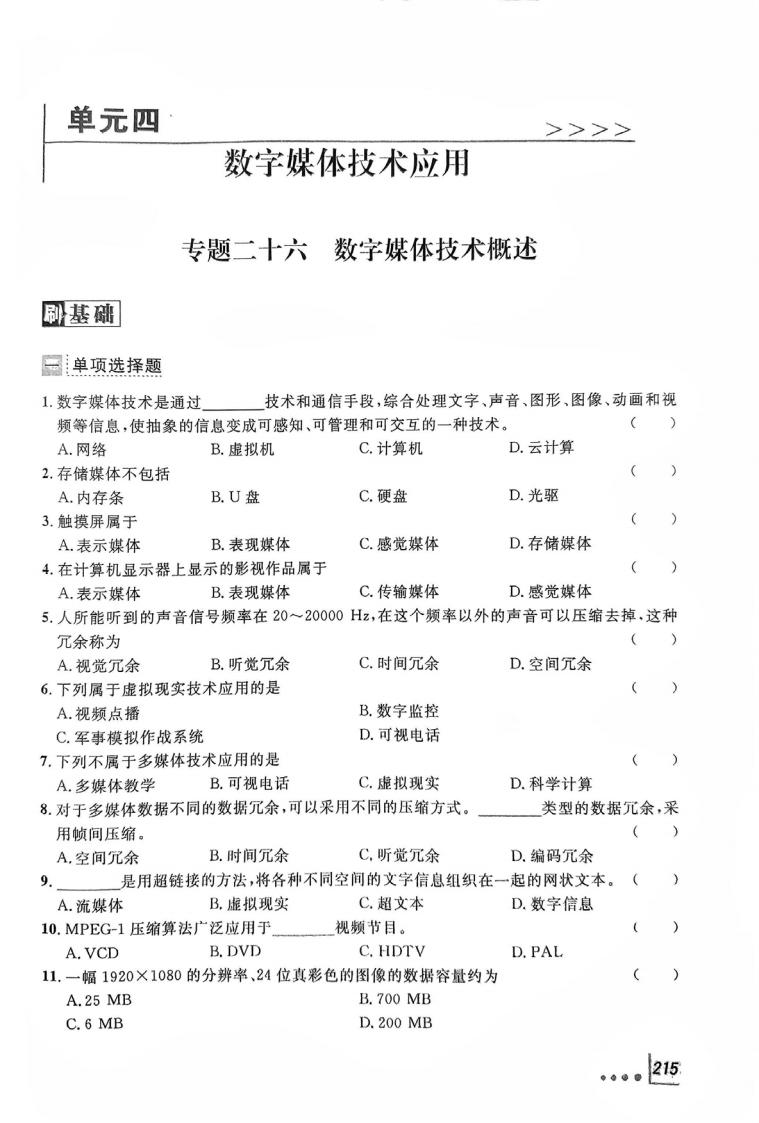 单元四
>>>>
数字媒体技术应用
专题二十六 数字媒体技术概述
刷基础
一 单项选择题
1. 数字媒体技术是通过________技术和通信手段,综合处理文字、声音、图形、图像、动画和视
频等信息,使抽象的信息变成可感知、可管理和可交互的一种技术。 ( )
A. 网络 B. 虚拟机 C. 计算机 D. 云计算
2. 存储媒体不包括 ( )
A. 内存条 B. U 盘 C. 硬盘 D. 光驱
3. 触摸屏属于 ( )
A. 表示媒体 B. 表现媒体 C. 感觉媒体 D. 存储媒体
4. 在计算机显示器上显示的影视作品属于 ( )
A. 表示媒体 B. 表现媒体 C. 传输媒体 D. 感觉媒体
5. 人所能听到的声音信号频率在 20～20000 Hz,在这个频率以外的声音可以压缩去掉、这种
冗余称为 ( )
A. 视觉冗余 B. 听觉冗余 C. 时间冗余 D. 空间冗余
6. 下列属于虚拟现实技术应用的是 ( )
A. 视频点播 B. 数字监控
C. 军事模拟作战系统 D. 可视电话
7. 下列不属于多媒体技术应用的是 ( )
A. 多媒体教学 B. 可视电话 C. 虚拟现实 D. 科学计算
8. 对于多媒体数据不同的数据冗余,可以采用不同的压缩方式。________类型的数据冗余,采
用帧间压缩。 ( )
A. 空间冗余 B. 时间冗余 C. 听觉冗余 D. 编码冗余
9. ________是用超链接的方法,将各种不同空间的文字信息组织在一起的网状文本。 ( )
A. 流媒体 B. 虚拟现实 C. 超文本 D. 数字信息
10. MPEG-1 压缩算法广泛应用于________视频节目。 ( )
A. VCD B. DVD C. HDTV D. PAL
11. 一幅 1920×1080 的分辨率、24 位真彩色的图像的数据容量约为 ( )
A. 25 MB B. 700 MB
C. 6 MB D. 200 MB
215